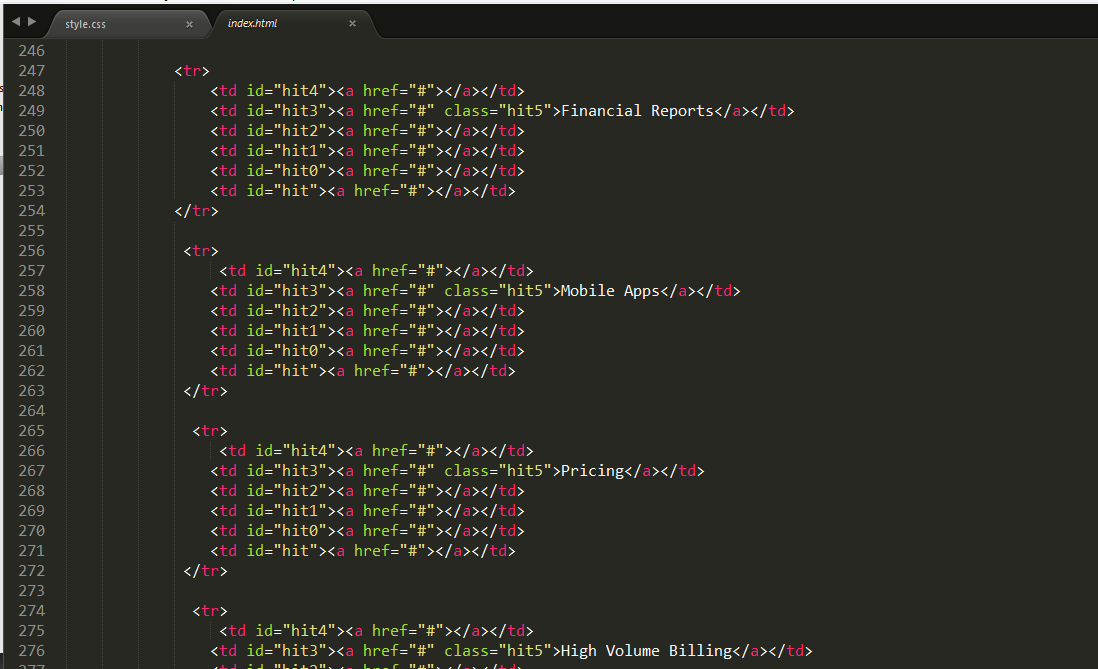 style.css × index.html ×
246
247 <tr>
248 <td id="hit4"><a href="#"></a></td>
249 <td id="hit3"><a href="#" class="hit5">Financial Reports</a></td>
250 <td id="hit2"><a href="#"></a></td>
251 <td id="hit1"><a href="#"></a></td>
252 <td id="hit0"><a href="#"></a></td>
253 <td id="hit"><a href="#"></a></td>
254 </tr>
255
256 <tr>
257 <td id="hit4"><a href="#"></a></td>
258 <td id="hit3"><a href="#" class="hit5">Mobile Apps</a></td>
259 <td id="hit2"><a href="#"></a></td>
260 <td id="hit1"><a href="#"></a></td>
261 <td id="hit0"><a href="#"></a></td>
262 <td id="hit"><a href="#"></a></td>
263 </tr>
264
265 <tr>
266 <td id="hit4"><a href="#"></a></td>
267 <td id="hit3"><a href="#" class="hit5">Pricing</a></td>
268 <td id="hit2"><a href="#"></a></td>
269 <td id="hit1"><a href="#"></a></td>
270 <td id="hit0"><a href="#"></a></td>
271 <td id="hit"><a href="#"></a></td>
272 </tr>
273
274 <tr>
275 <td id="hit4"><a href="#"></a></td>
276 <td id="hit3"><a href="#" class="hit5">High Volume Billing</a></td>